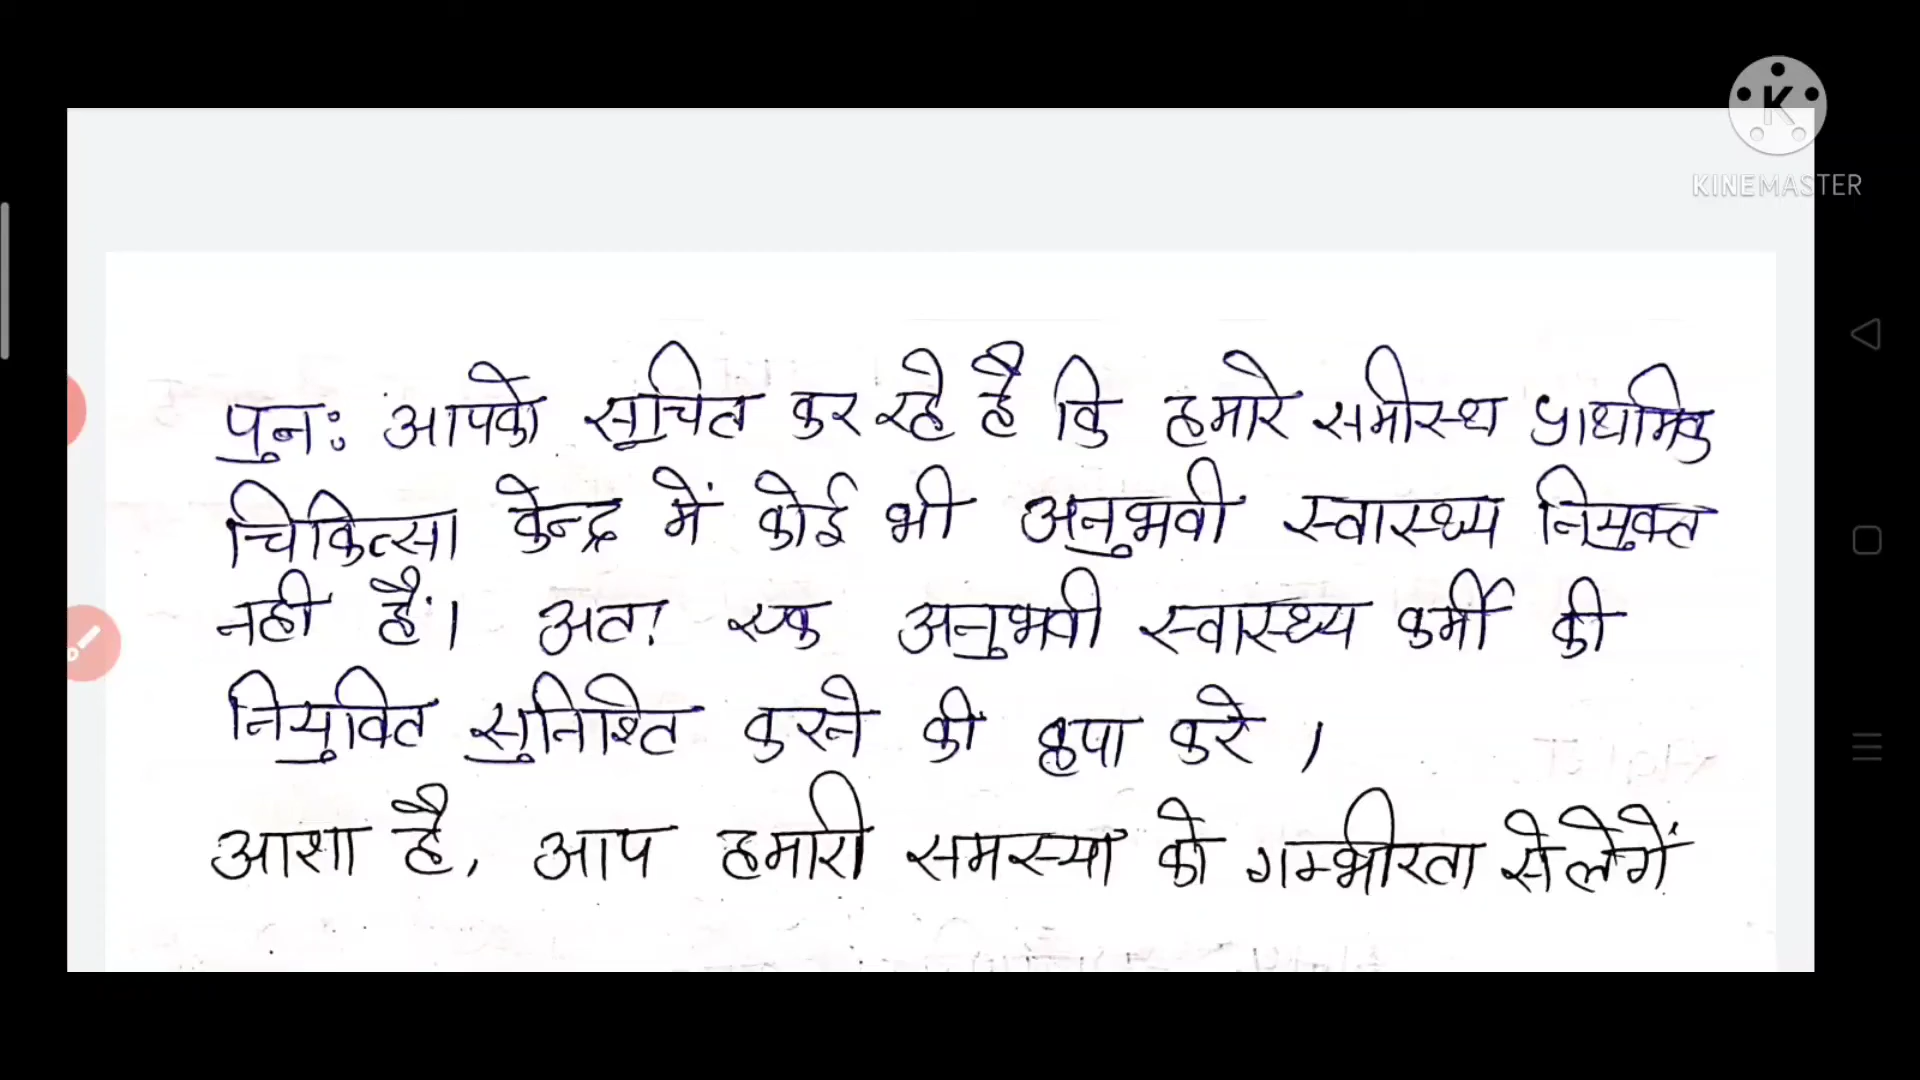 KINEMASTER
पुनः आपको सूचित कर रहे है कि हमारे समीस्थ प्राथमिक
चिकित्सा केन्द्र में कोई भी अनुभवी स्वास्थ्य नियुक्त
नही हैं। अतः एक अनुभवी स्वास्थ्य कर्मी की
नियुक्ति सुनिश्ति करने की कृपा करे ।
आशा है, आप हमारी समस्या को गम्भीरता से लेगें